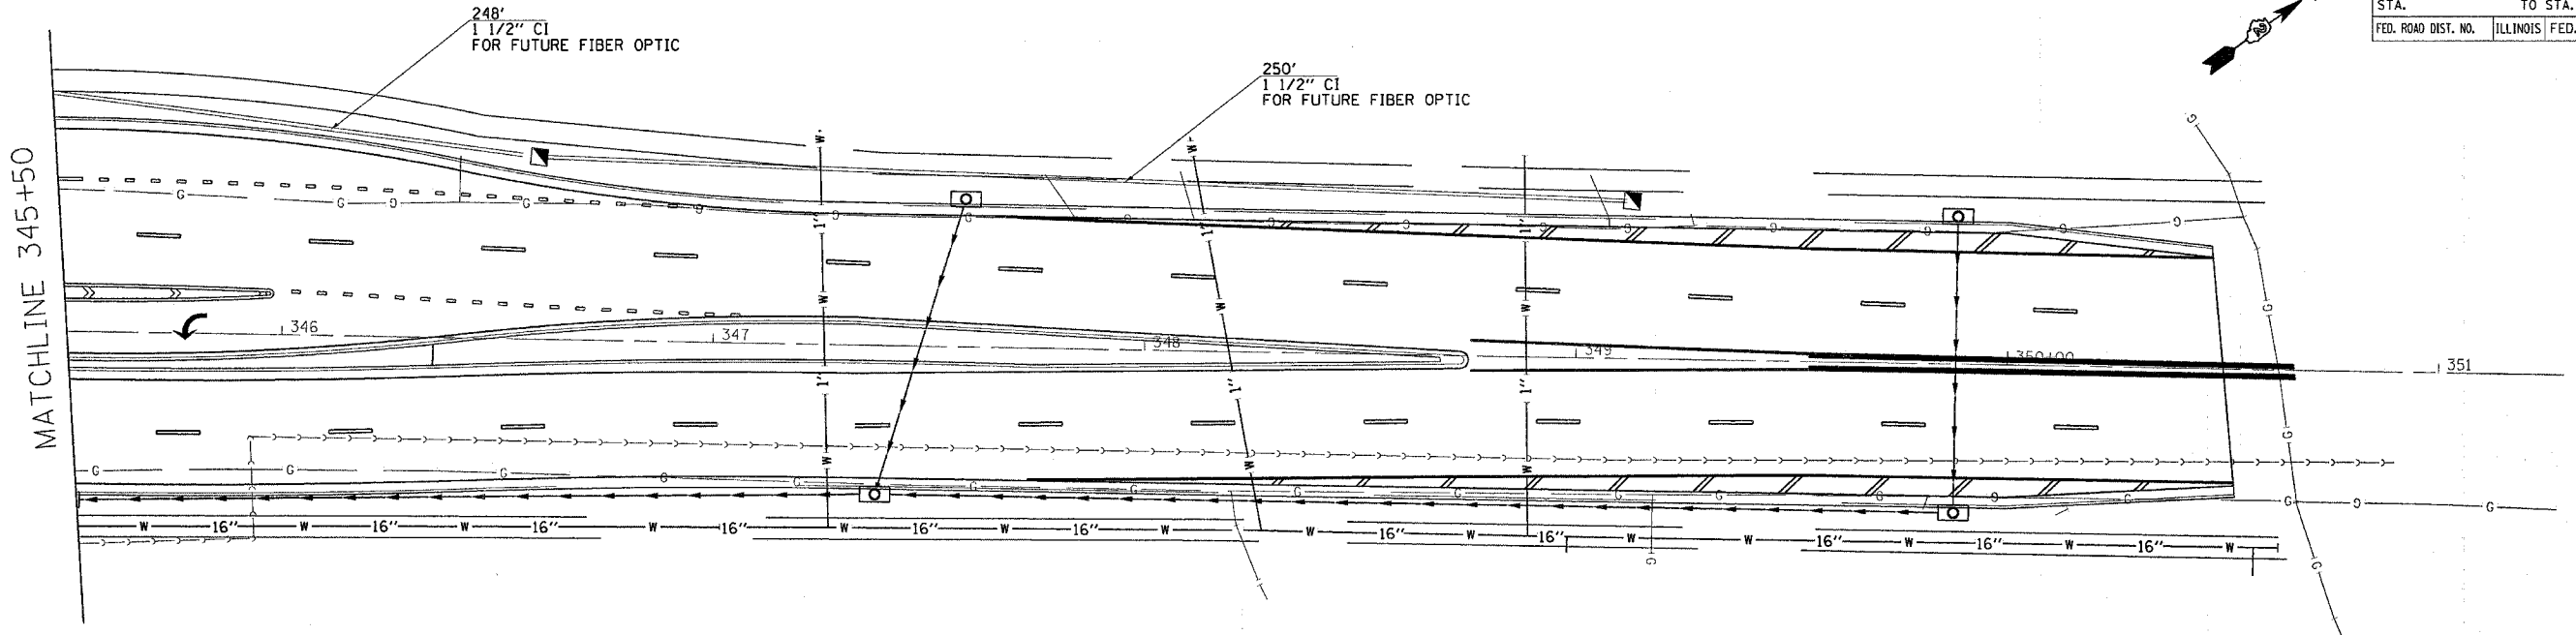 248'
1 1/2" CI
FOR FUTURE FIBER OPTIC
250'
1 1/2" CI
FOR FUTURE FIBER OPTIC
STA. TO STA.
FED. ROAD DIST. NO. ILLINOIS FED.
MATCHLINE 345+50
W W W
G G G G G G G G G G G G G G G G
1" 1" 1"
W W W
346 347 348 349 350+00 351
1" 1" 1"
W W W
G G G G G G G G G G G G G G G G G G
W 16" W 16" W 16" W 16" W 16" W 16" W W 16" W 16" W W 16" W 16" W 16" W
G G